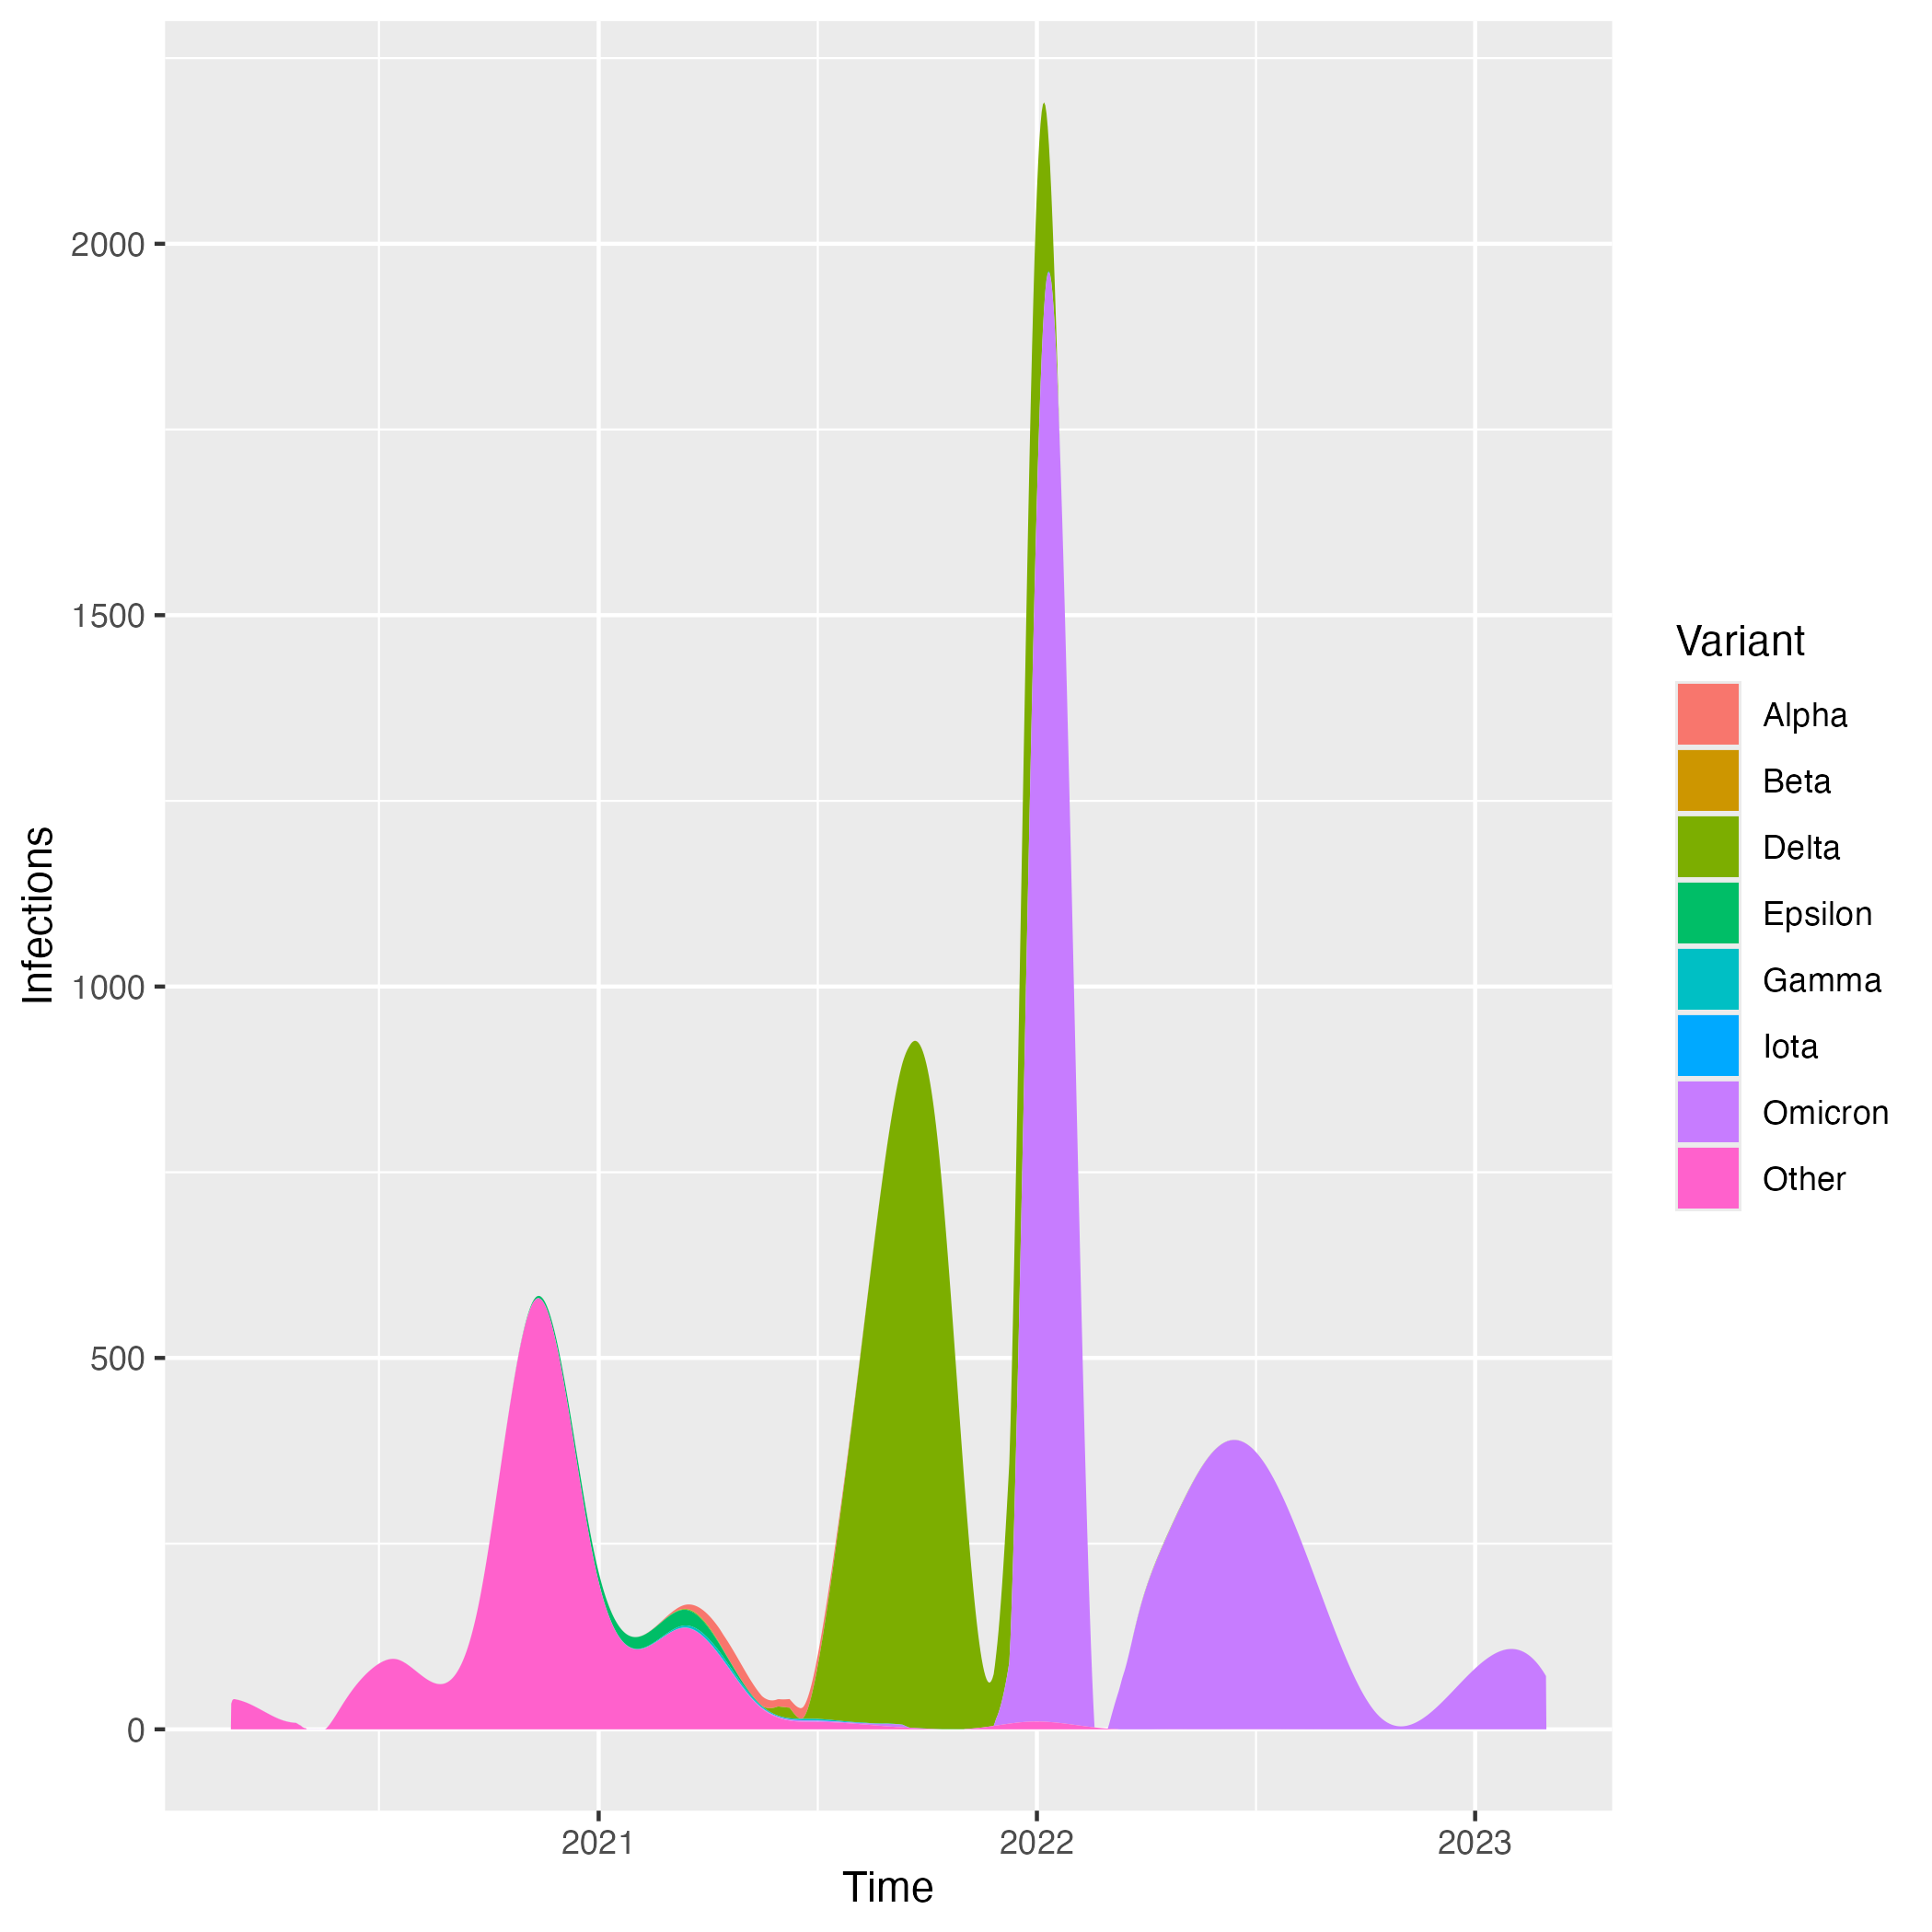 2000
1500
1000
500
0
Infections
2021
2022
2023
Time
Variant
Alpha
Beta
Delta
Epsilon
Gamma
Iota
Omicron
Other